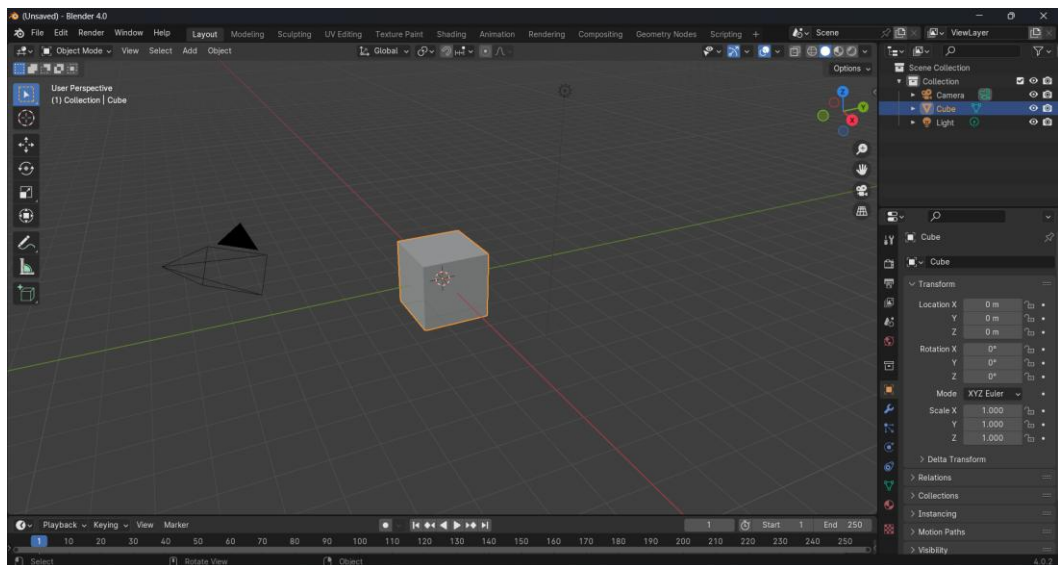 (Unsaved) - Blender 4.0
File Edit Render Window Help Layout Modeling Sculpting UV Editing Texture Paint Shading Animation Rendering Compositing Geometry Nodes Scripting + Scene ViewLayer
Object Mode View Select Add Object Global
Options
User Perspective
(1) Collection | Cube
Z
Y
X
Scene Collection
Collection
Camera
Cube
Light
Cube
Cube
Transform
Location X 0 m
Y 0 m
Z 0 m
Rotation X 0°
Y 0°
Z 0°
Mode XYZ Euler
Scale X 1.000
Y 1.000
Z 1.000
Delta Transform
Relations
Collections
Instancing
Motion Paths
Visibility
Playback Keying View Marker 1 Start 1 End 250
1 10 20 30 40 50 60 70 80 90 100 110 120 130 140 150 160 170 180 190 200 210 220 230 240 250
Select Rotate View Object 4.0.2